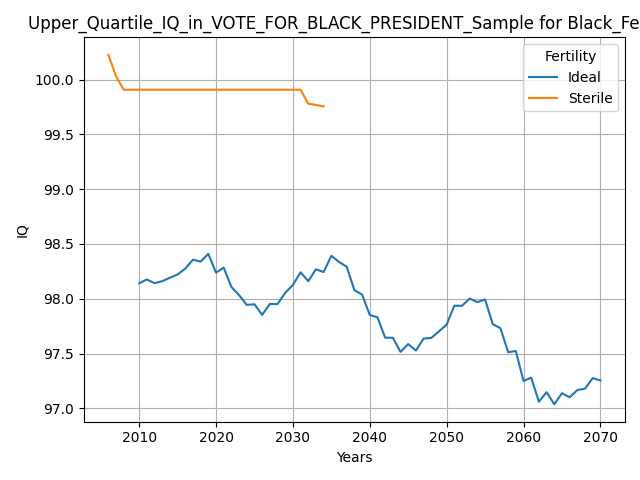 Upper_Quartile_IQ_in_VOTE_FOR_BLACK_PRESIDENT_Sample for Black_Fe
Fertility
Ideal
Sterile
100.0
99.5
99.0
98.5
98.0
97.5
97.0
IQ
2010 2020 2030 2040 2050 2060 2070
Years